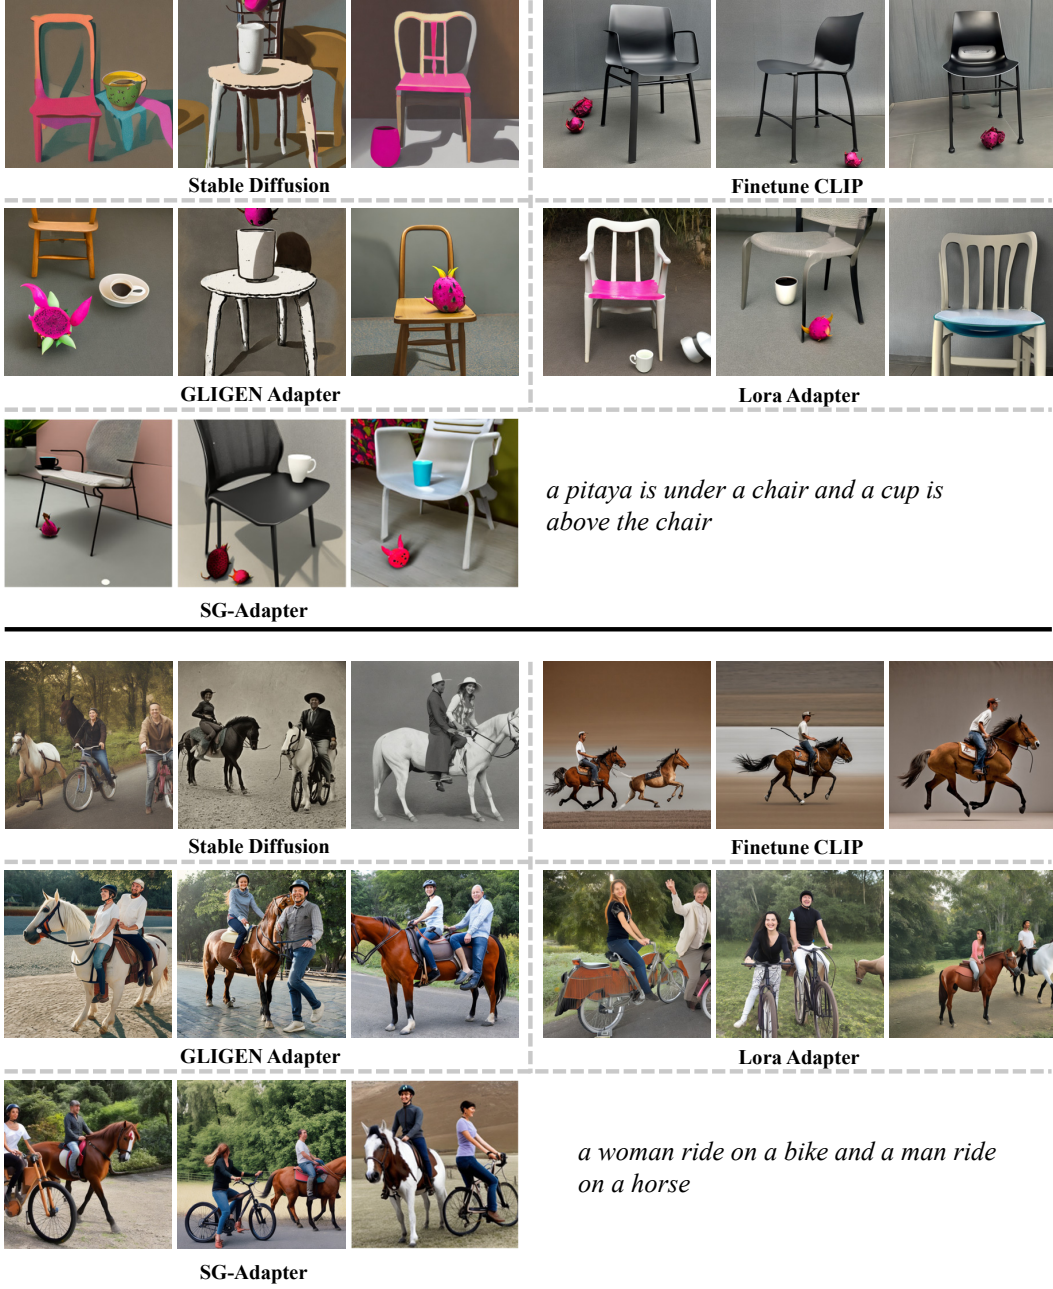 Stable Diffusion
Finetune CLIP
GLIGEN Adapter
Lora Adapter
a pitaya is under a chair and a cup is
above the chair
SG-Adapter
Stable Diffusion
Finetune CLIP
GLIGEN Adapter
Lora Adapter
a woman ride on a bike and a man ride
on a horse
SG-Adapter